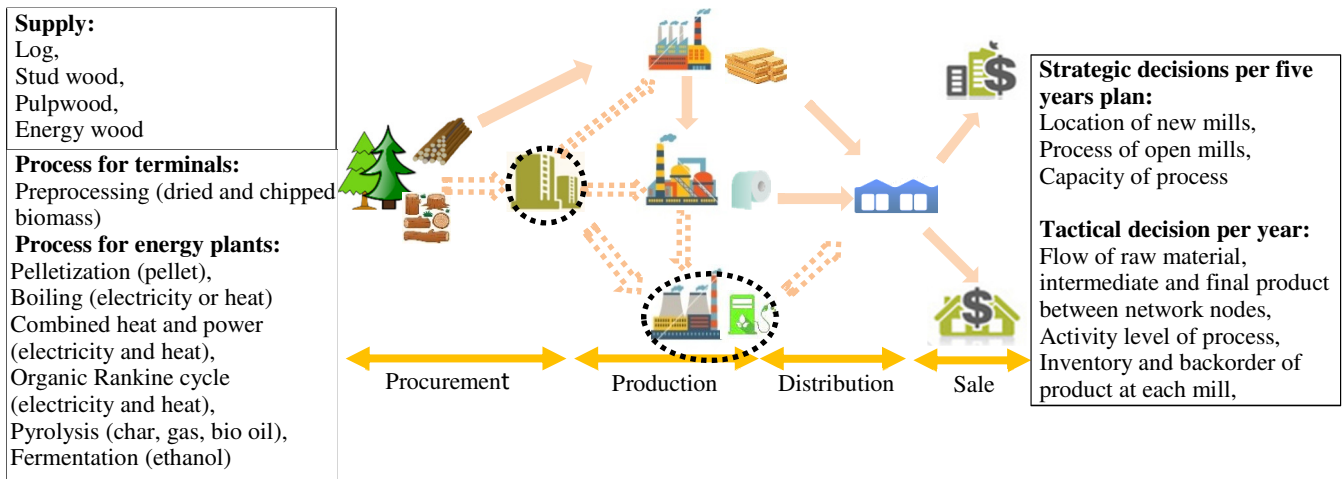 Supply:
Log,
Stud wood,
Pulpwood,
Energy wood
Process for terminals:
Preprocessing (dried and chipped
biomass)
Process for energy plants:
Pelletization (pellet),
Boiling (electricity or heat)
Combined heat and power
(electricity and heat),
Organic Rankine cycle
(electricity and heat),
Pyrolysis (char, gas, bio oil),
Fermentation (ethanol)
$
$
Procurement
Production
Distribution
Sale
Strategic decisions per five
years plan:
Location of new mills,
Process of open mills,
Capacity of process
Tactical decision per year:
Flow of raw material,
intermediate and final product
between network nodes,
Activity level of process,
Inventory and backorder of
product at each mill,